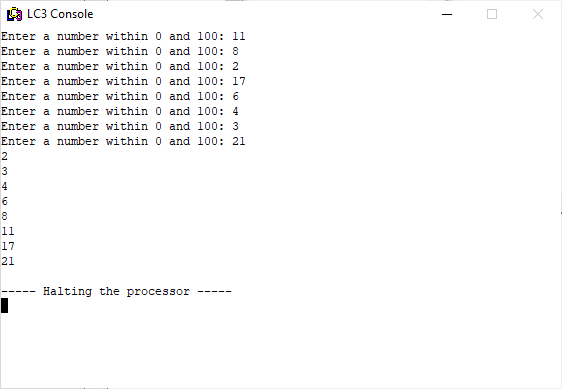 LC3 Console
Enter a number within 0 and 100: 11
Enter a number within 0 and 100: 8
Enter a number within 0 and 100: 2
Enter a number within 0 and 100: 17
Enter a number within 0 and 100: 6
Enter a number within 0 and 100: 4
Enter a number within 0 and 100: 3
Enter a number within 0 and 100: 21
2
3
4
6
8
11
17
21
----- Halting the processor -----